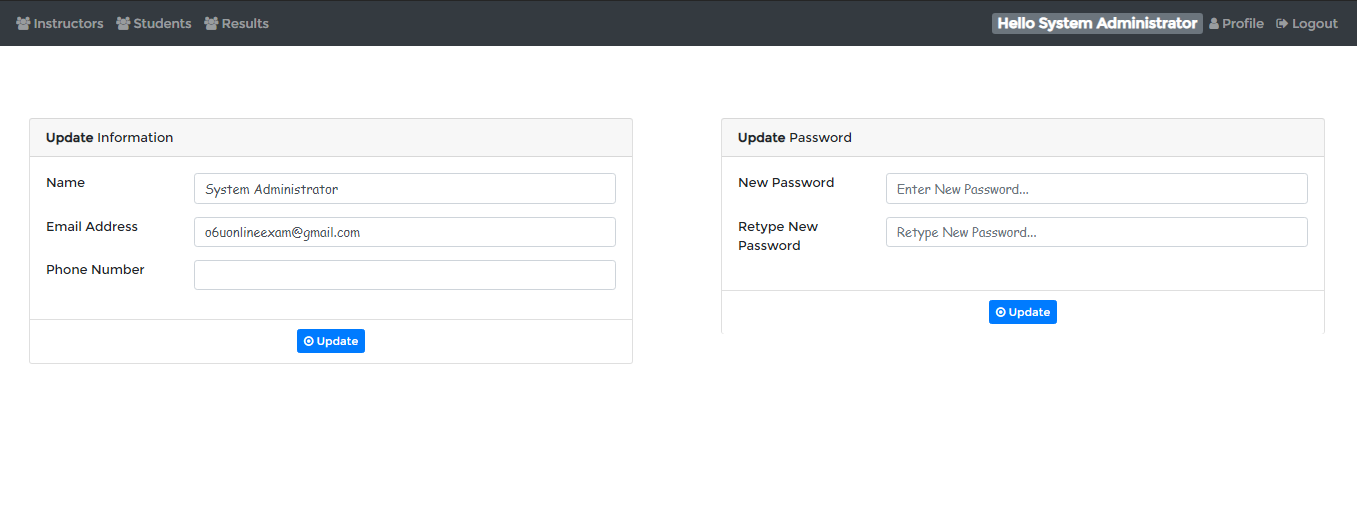 Instructors Students Results Hello System Administrator Profile Logout
Update Information
Name System Administrator
Email Address o6uonlineexam@gmail.com
Phone Number
Update
Update Password
New Password Enter New Password...
Retype New Password Retype New Password...
Update